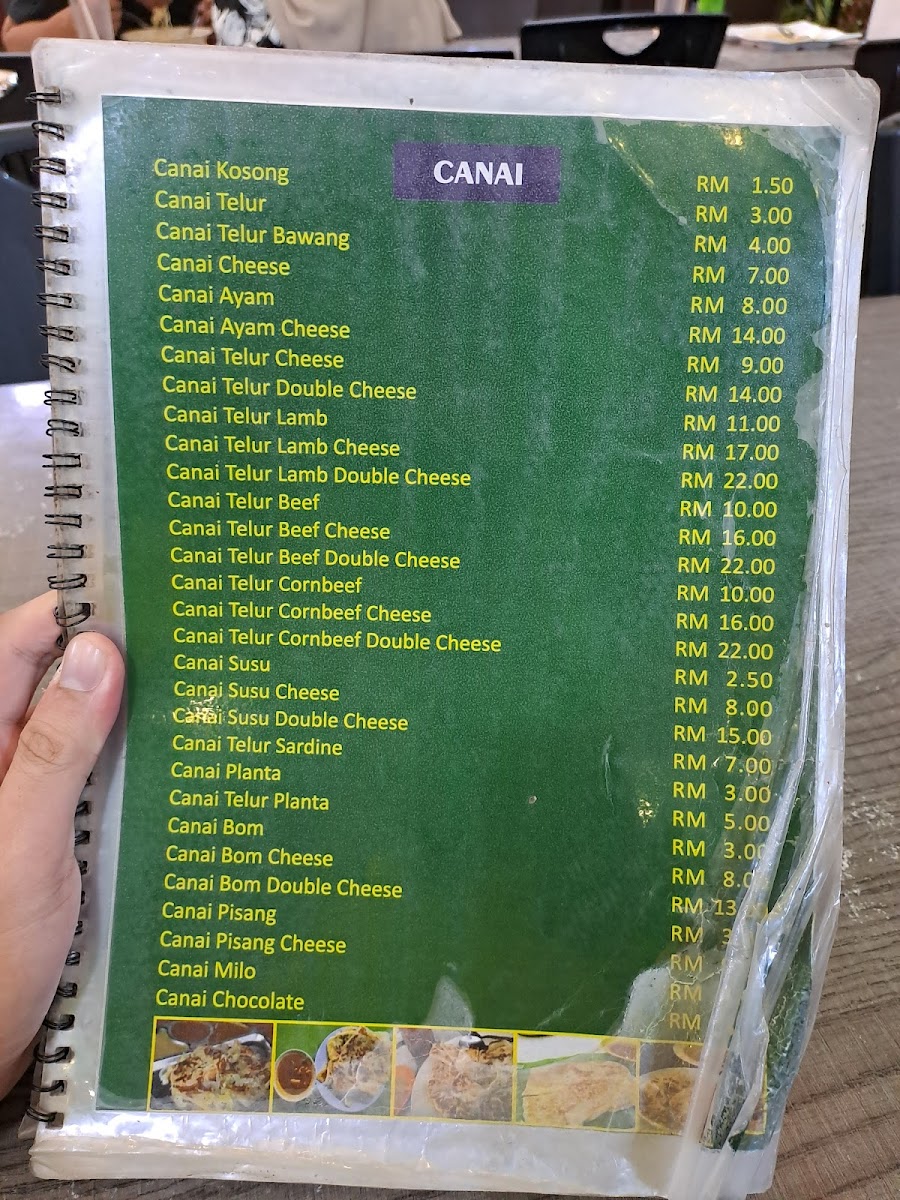 CANAI
Canai Kosong RM 1.50
Canai Telur RM 3.00
Canai Telur Bawang RM 4.00
Canai Cheese RM 7.00
Canai Ayam RM 8.00
Canai Ayam Cheese RM 14.00
Canai Telur Cheese RM 9.00
Canai Telur Double Cheese RM 14.00
Canai Telur Lamb RM 11.00
Canai Telur Lamb Cheese RM 17.00
Canai Telur Lamb Double Cheese RM 22.00
Canai Telur Beef RM 10.00
Canai Telur Beef Cheese RM 16.00
Canai Telur Beef Double Cheese RM 22.00
Canai Telur Cornbeef RM 10.00
Canai Telur Cornbeef Cheese RM 16.00
Canai Telur Cornbeef Double Cheese RM 22.00
Canai Susu RM 2.50
Canai Susu Cheese RM 8.00
Canai Susu Double Cheese RM 15.00
Canai Telur Sardine RM 7.00
Canai Planta RM 3.00
Canai Telur Planta RM 5.00
Canai Bom RM 3.00
Canai Bom Cheese RM 8.00
Canai Bom Double Cheese RM
Canai Pisang RM
Canai Pisang Cheese RM
Canai Milo RM
Canai Chocolate RM